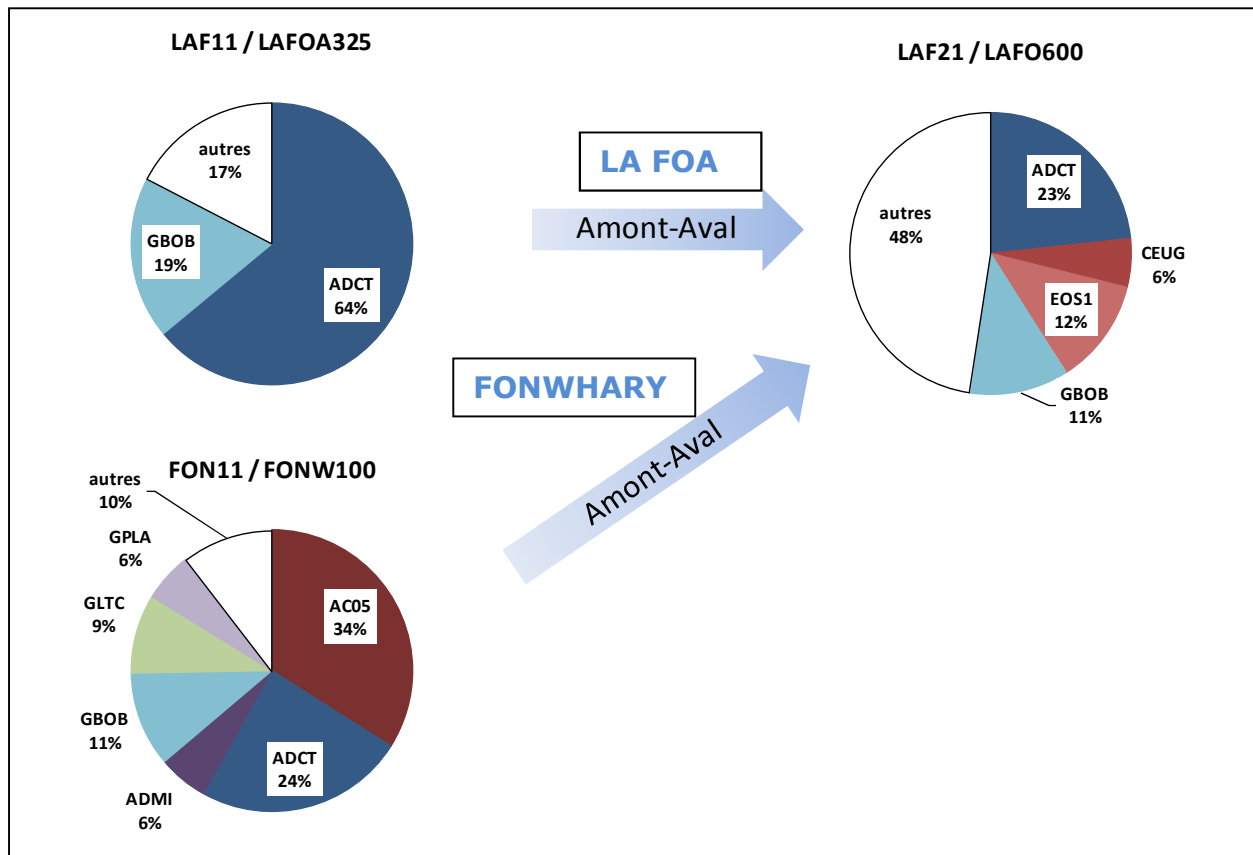 LAF11 / LAFOA325
autres
17%
GBOB
19%
ADCT
64%
LA FOA
Amont-Aval
LAF21 / LAFO600
ADCT
23%
autres
48%
CEUG
6%
EOS1
12%
GBOB
11%
FONWHARY
Amont-Aval
FON11 / FONW100
autres
10%
GPLA
6%
GLTC
9%
GBOB
11%
ADMI
6%
ADCT
24%
AC05
34%